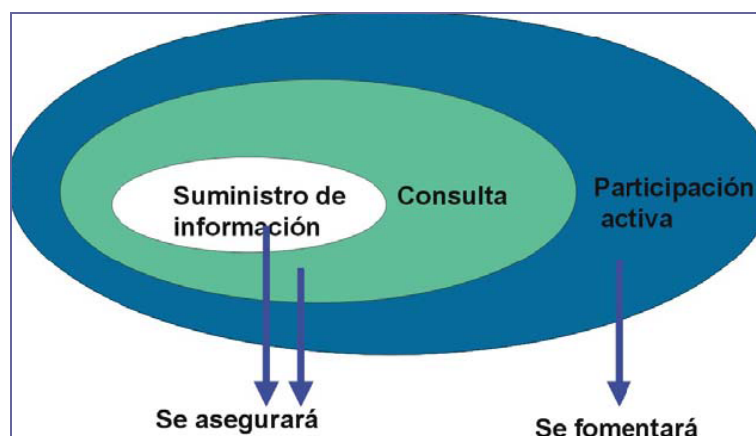 Suministro de
información
Consulta
Participación
activa
Se asegurará
Se fomentará